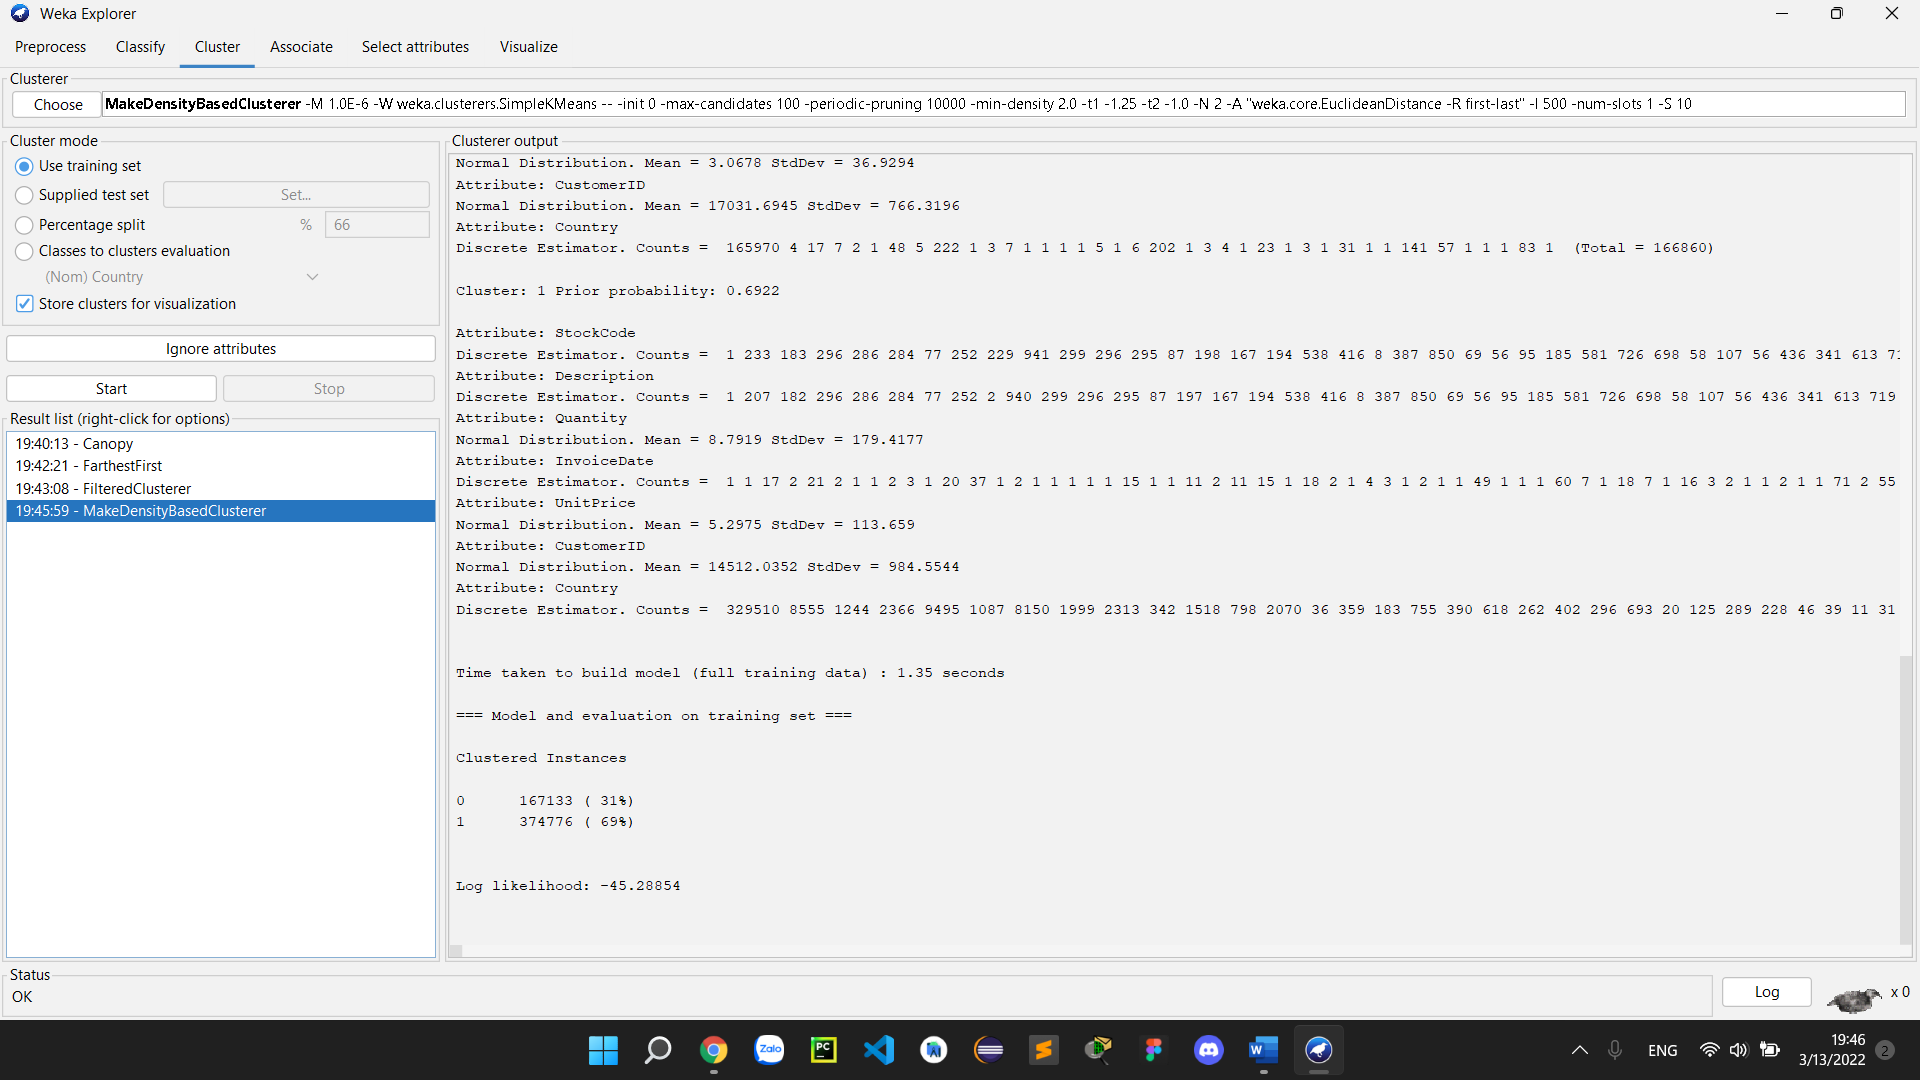 Weka Explorer
Preprocess Classify Cluster Associate Select attributes Visualize
Clusterer
Choose MakeDensityBasedClusterer -M 1.0E-6 -W weka.clusterers.SimpleKMeans -- -init 0 -max-candidates 100 -periodic-pruning 10000 -min-density 2.0 -t1 -1.25 -t2 -1.0 -N 2 -A "weka.core.EuclideanDistance -R first-last" -I 500 -num-slots 1 -S 10
Cluster mode
Use training set
Supplied test set Set...
Percentage split % 66
Classes to clusters evaluation
(Nom) Country
Store clusters for visualization
Ignore attributes
Start Stop
Result list (right-click for options)
19:40:13 - Canopy
19:42:21 - FarthestFirst
19:43:08 - FilteredClusterer
19:45:59 - MakeDensityBasedClusterer
Clusterer output
Normal Distribution. Mean = 3.0678 StdDev = 36.9294
Attribute: CustomerID
Normal Distribution. Mean = 17031.6945 StdDev = 766.3196
Attribute: Country
Discrete Estimator. Counts =  165970 4 17 7 2 1 48 5 222 1 3 7 1 1 1 1 5 1 6 202 1 3 4 1 23 1 3 1 31 1 1 141 57 1 1 1 83 1  (Total = 166860)
Cluster: 1 Prior probability: 0.6922
Attribute: StockCode
Discrete Estimator. Counts =  1 233 183 296 286 284 77 252 229 941 299 296 295 87 198 167 194 538 416 8 387 850 69 56 95 185 581 726 698 58 107 56 436 341 613 71
Attribute: Description
Discrete Estimator. Counts =  1 207 182 296 286 284 77 252 2 940 299 296 295 87 197 167 194 538 416 8 387 850 69 56 95 185 581 726 698 58 107 56 436 341 613 719
Attribute: Quantity
Normal Distribution. Mean = 8.7919 StdDev = 179.4177
Attribute: InvoiceDate
Discrete Estimator. Counts =  1 1 17 2 21 2 1 1 2 3 1 20 37 1 2 1 1 1 1 1 15 1 1 11 2 11 15 1 18 2 1 4 3 1 2 1 1 49 1 1 1 60 7 1 18 7 1 16 3 2 1 1 2 1 1 71 2 55
Attribute: UnitPrice
Normal Distribution. Mean = 5.2975 StdDev = 113.659
Attribute: CustomerID
Normal Distribution. Mean = 14512.0352 StdDev = 984.5544
Attribute: Country
Discrete Estimator. Counts =  329510 8555 1244 2366 9495 1087 8150 1999 2313 342 1518 798 2070 36 359 183 755 390 618 262 402 296 693 20 125 289 228 46 39 11 31
Time taken to build model (full training data) : 1.35 seconds
=== Model and evaluation on training set ===
Clustered Instances
0      167133 ( 31%)
1      374776 ( 69%)
Log likelihood: -45.28854
Status
OK
Log x 0
Zalo PC W ENG 19:46
3/13/2022 2